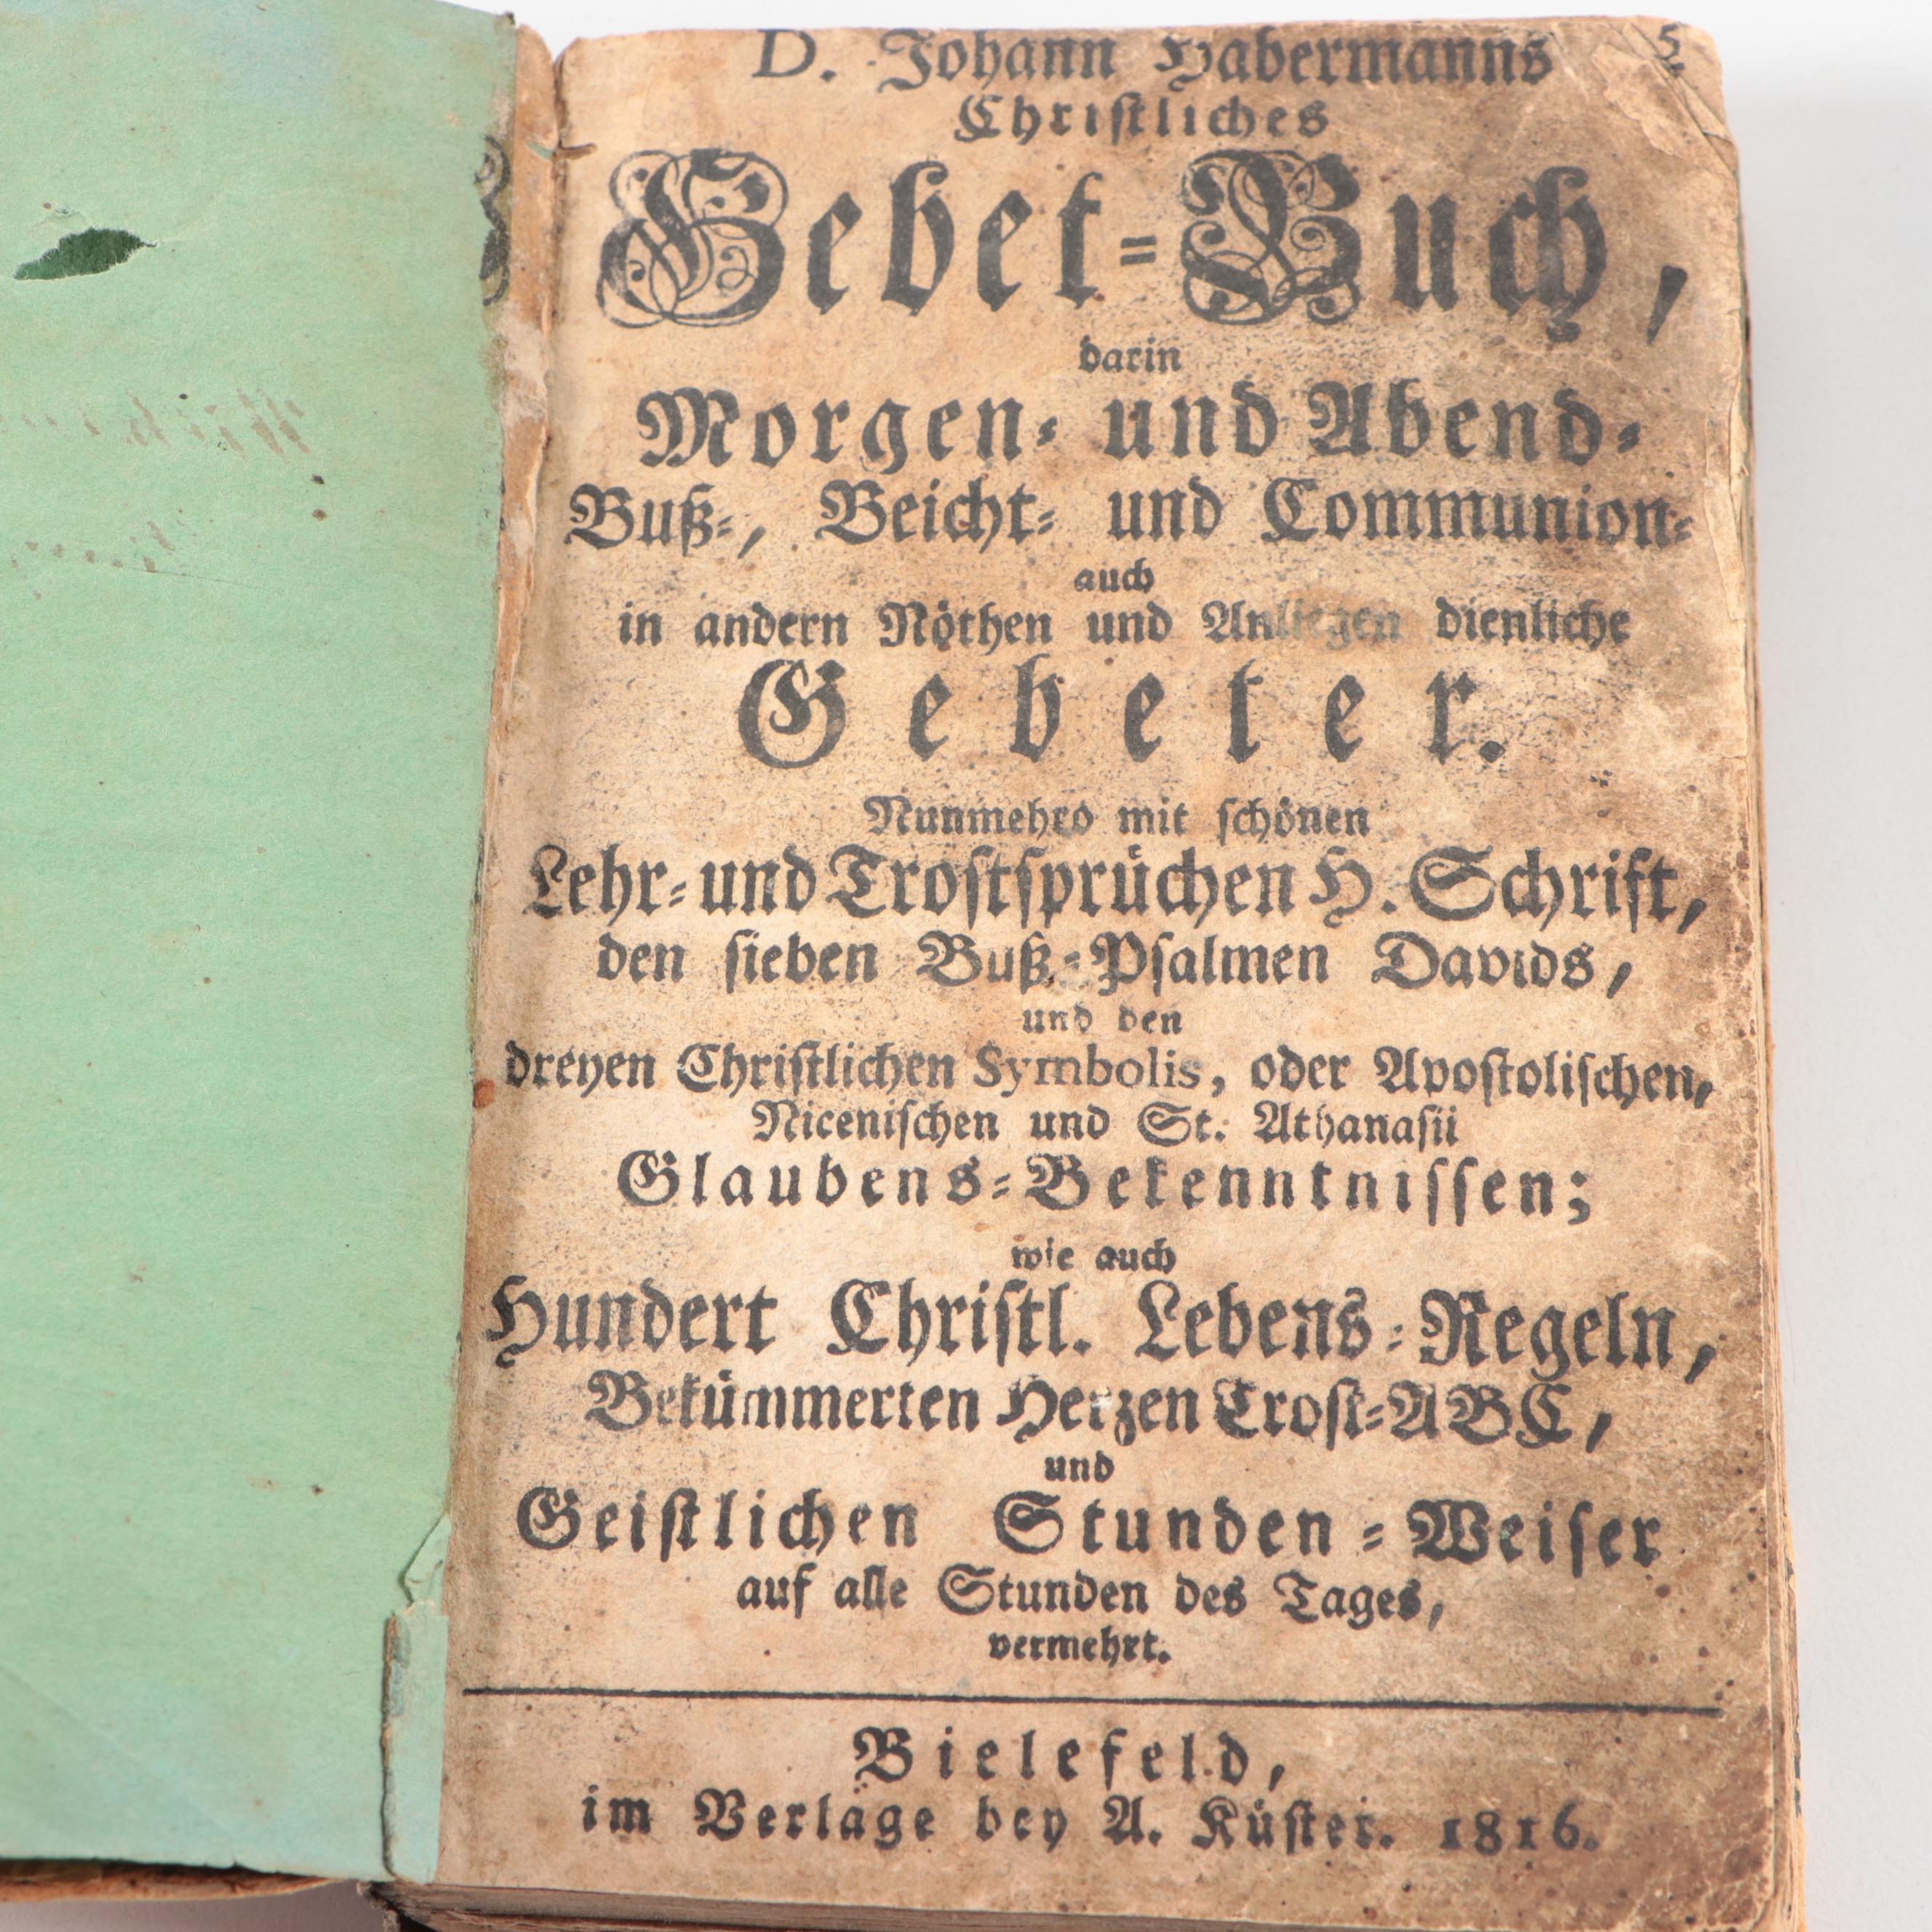 D. Johann Habermanns
5
Christliches
Gebet=Buch,
darin
Morgen= und Abend=
Buß=, Beicht= und Communion=
auch
in andern Nöthen und Anliegen dienliche
Gebeter.
Nunmehro mit schönen
Lehr= und Trostsprüchen H. Schrift,
den sieben Buß=Psalmen Davids,
und den
dreyen Christlichen Symbolis, oder Apostolischen,
Nicenischen und St. Athanasii
Glaubens=Bekenntnissen;
wie auch
Hundert Christl. Lebens=Regeln,
Bekümmerten Herzen Trost=ABC,
und
Geistlichen Stunden=Weiser
auf alle Stunden des Tages,
vermehrt.
Bielefeld,
im Verlage bey A. Küster. 1816.